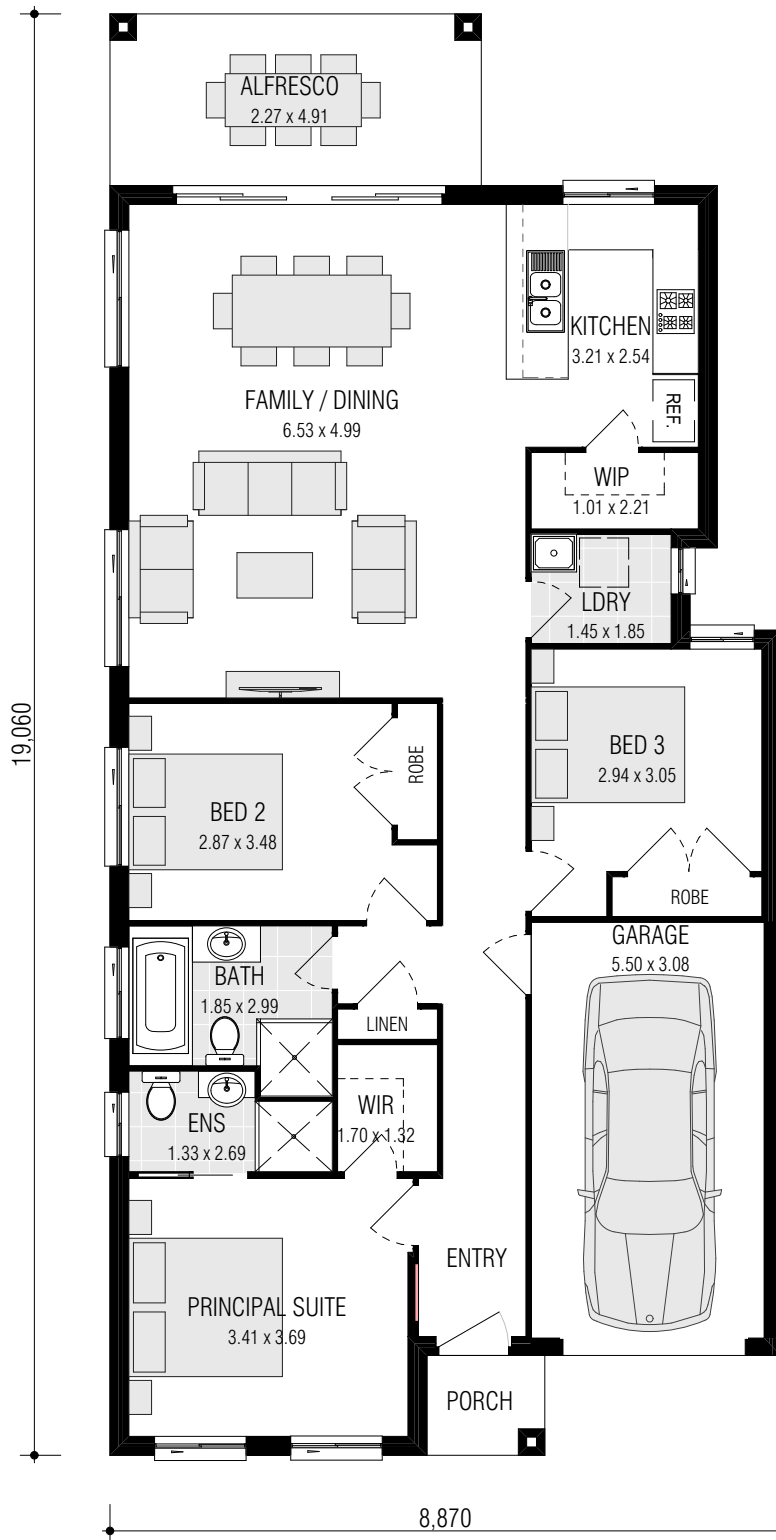 ALFRESCO
2.27 x 4.91
KITCHEN
3.21 x 2.54
FAMILY / DINING
6.53 x 4.99
REF.
WIP
1.01 x 2.21
LDRY
1.45 x 1.85
19,060
BED 3
2.94 x 3.05
ROBE
BED 2
2.87 x 3.48
ROBE
GARAGE
5.50 x 3.08
BATH
1.85 x 2.99
LINEN
WIR
1.70 x 1.32
ENS
1.33 x 2.69
ENTRY
PRINCIPAL SUITE
3.41 x 3.69
PORCH
8,870